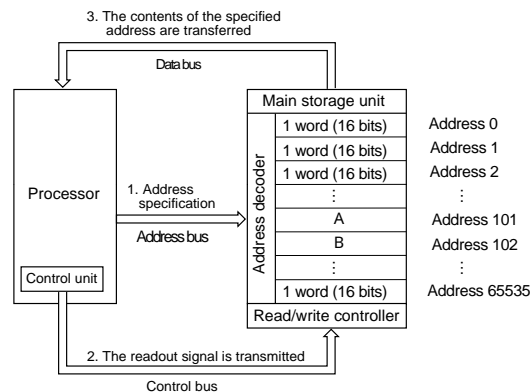 3. The contents of the specified
address are transferred
Data bus
Main storage unit
Processor
Control unit
1. Address
specification
Address bus
Address decoder
1 word (16 bits)
Address 0
1 word (16 bits)
Address 1
1 word (16 bits)
Address 2
⋮
⋮
A
Address 101
B
Address 102
⋮
⋮
1 word (16 bits)
Address 65535
Read/write controller
2. The readout signal is transmitted
Control bus